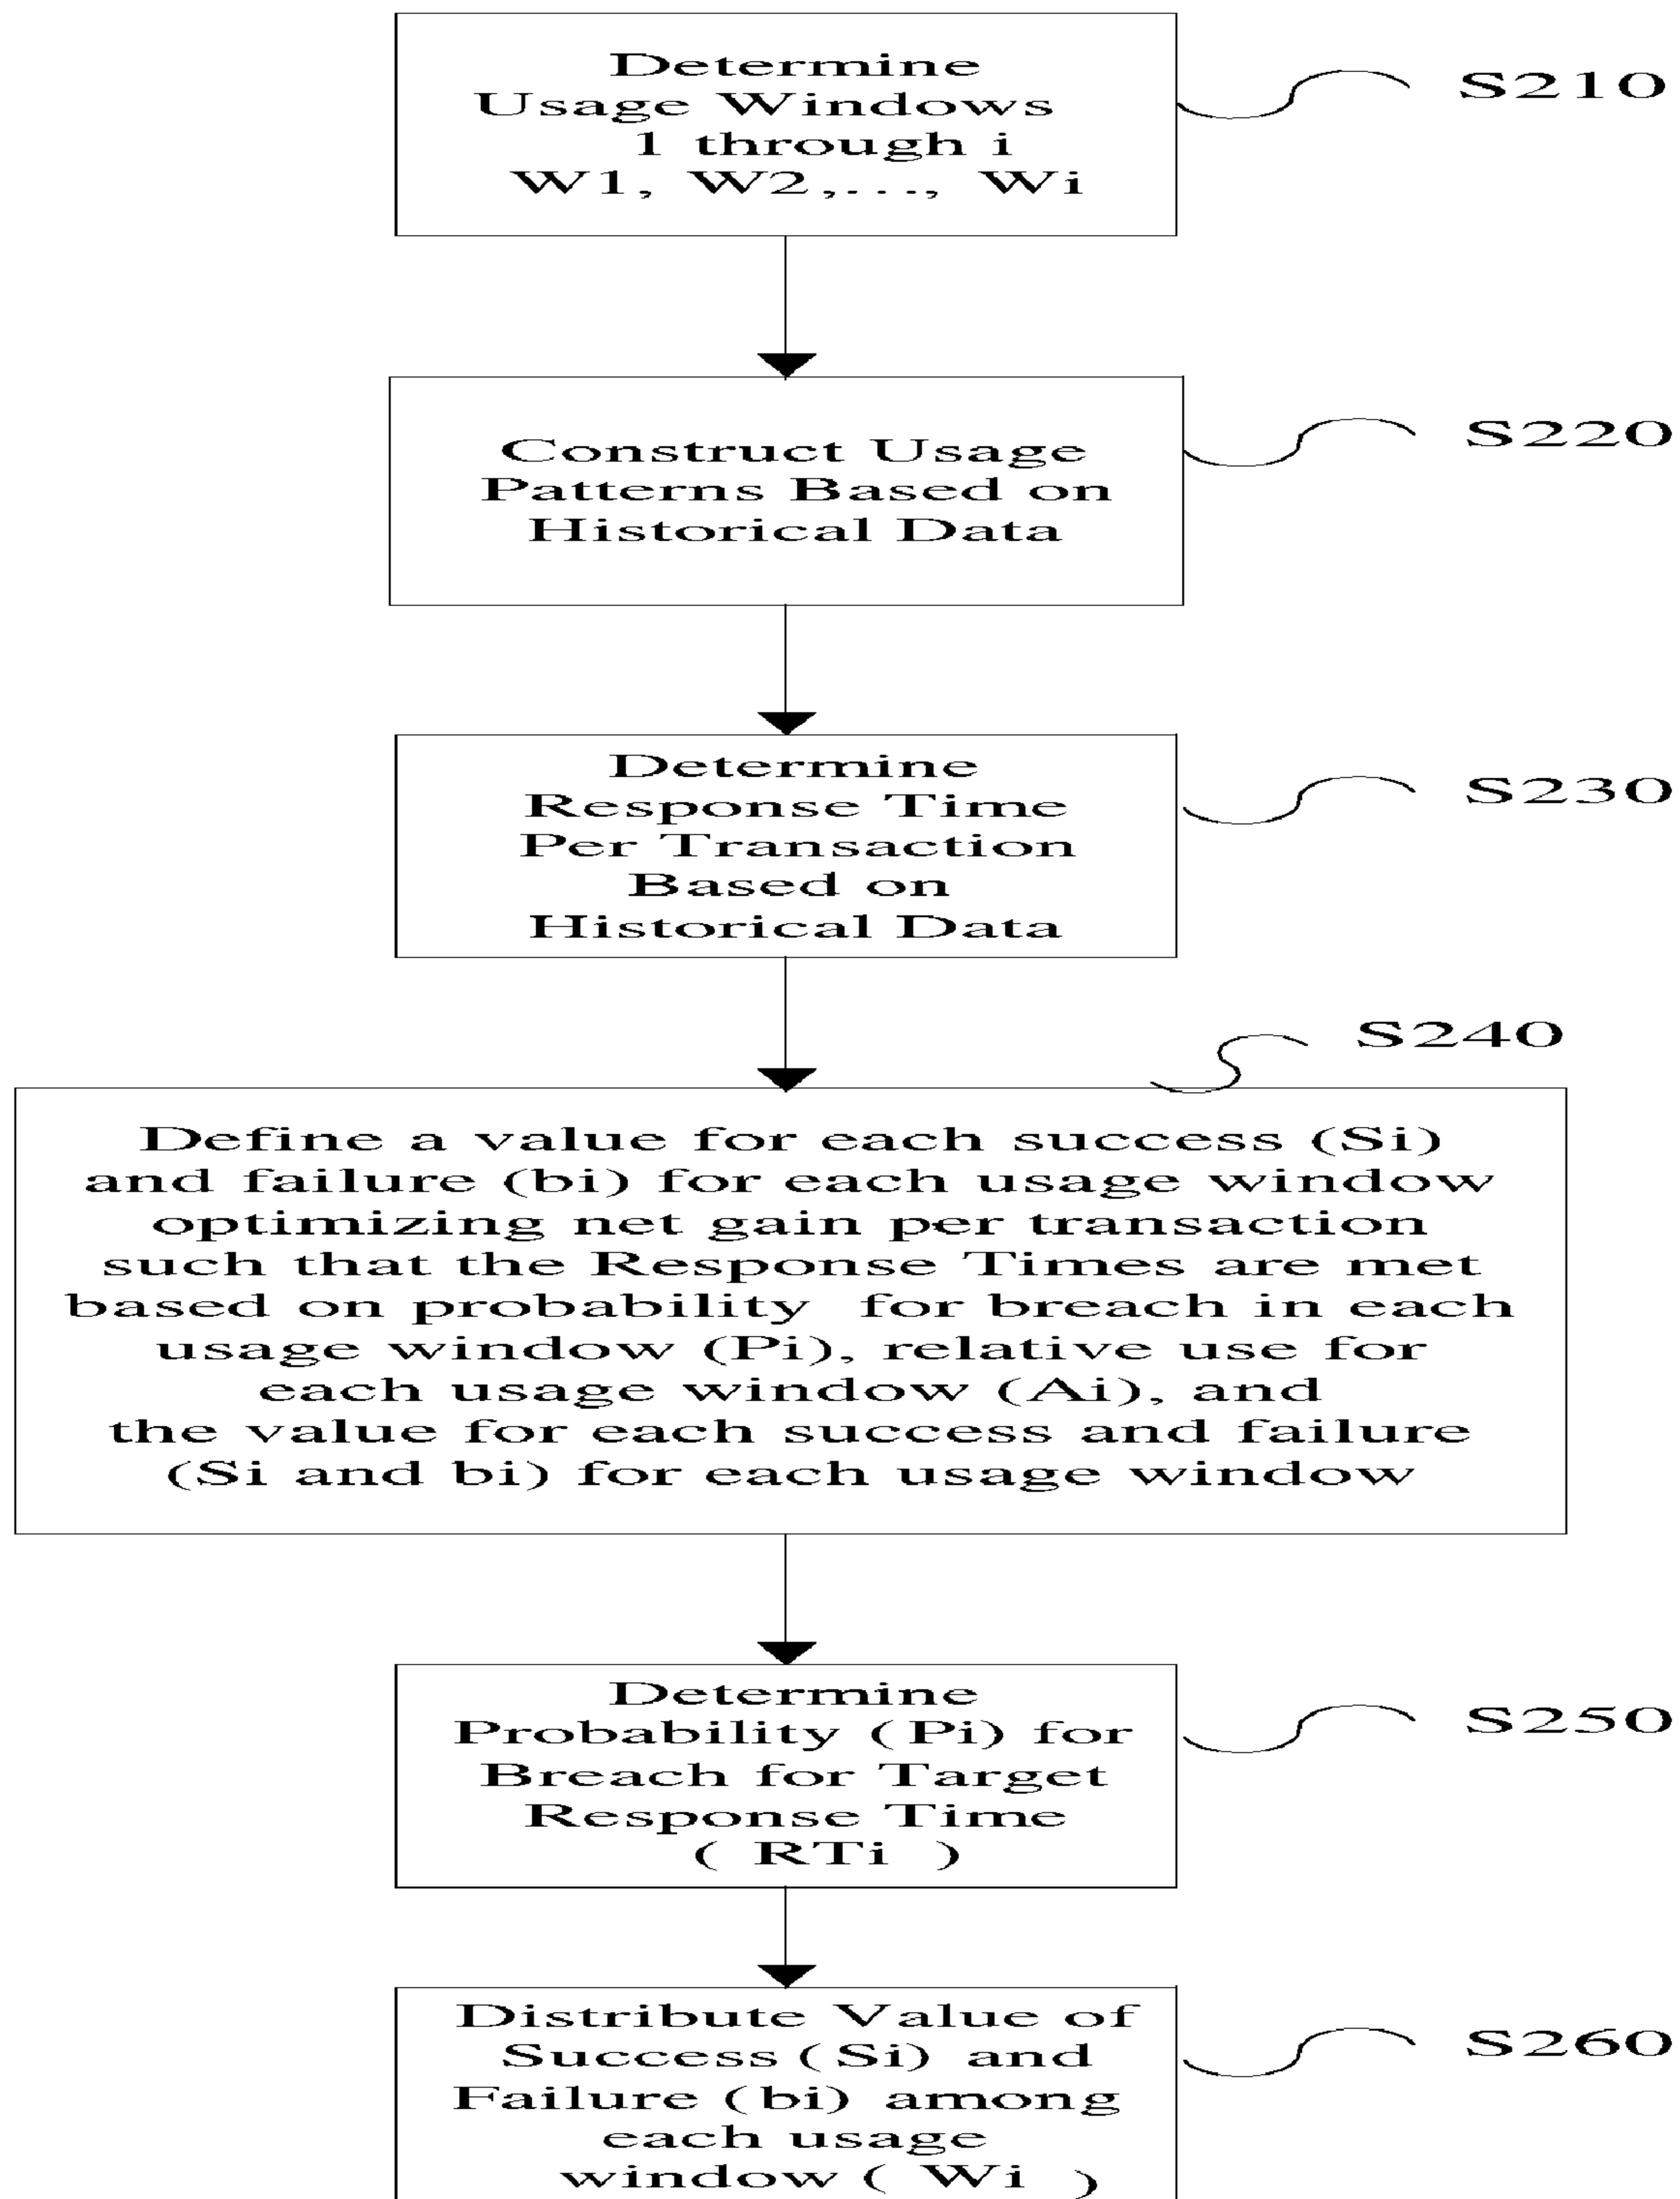 Determine
Usage Windows
1 through i
W1, W2,..., Wi
S210
Construct Usage
Patterns Based on
Historical Data
S220
Determine
Response Time
Per Transaction
Based on
Historical Data
S230
S240
Define a value for each success (Si)
and failure (bi) for each usage window
optimizing net gain per transaction
such that the Response Times are met
based on probability for breach in each
usage window (Pi), relative use for
each usage window (Ai), and
the value for each success and failure
(Si and bi) for each usage window
Determine
Probability (Pi) for
Breach for Target
Response Time
( RTi )
S250
Distribute Value of
Success (Si) and
Failure (bi) among
each usage
window ( Wi )
S260